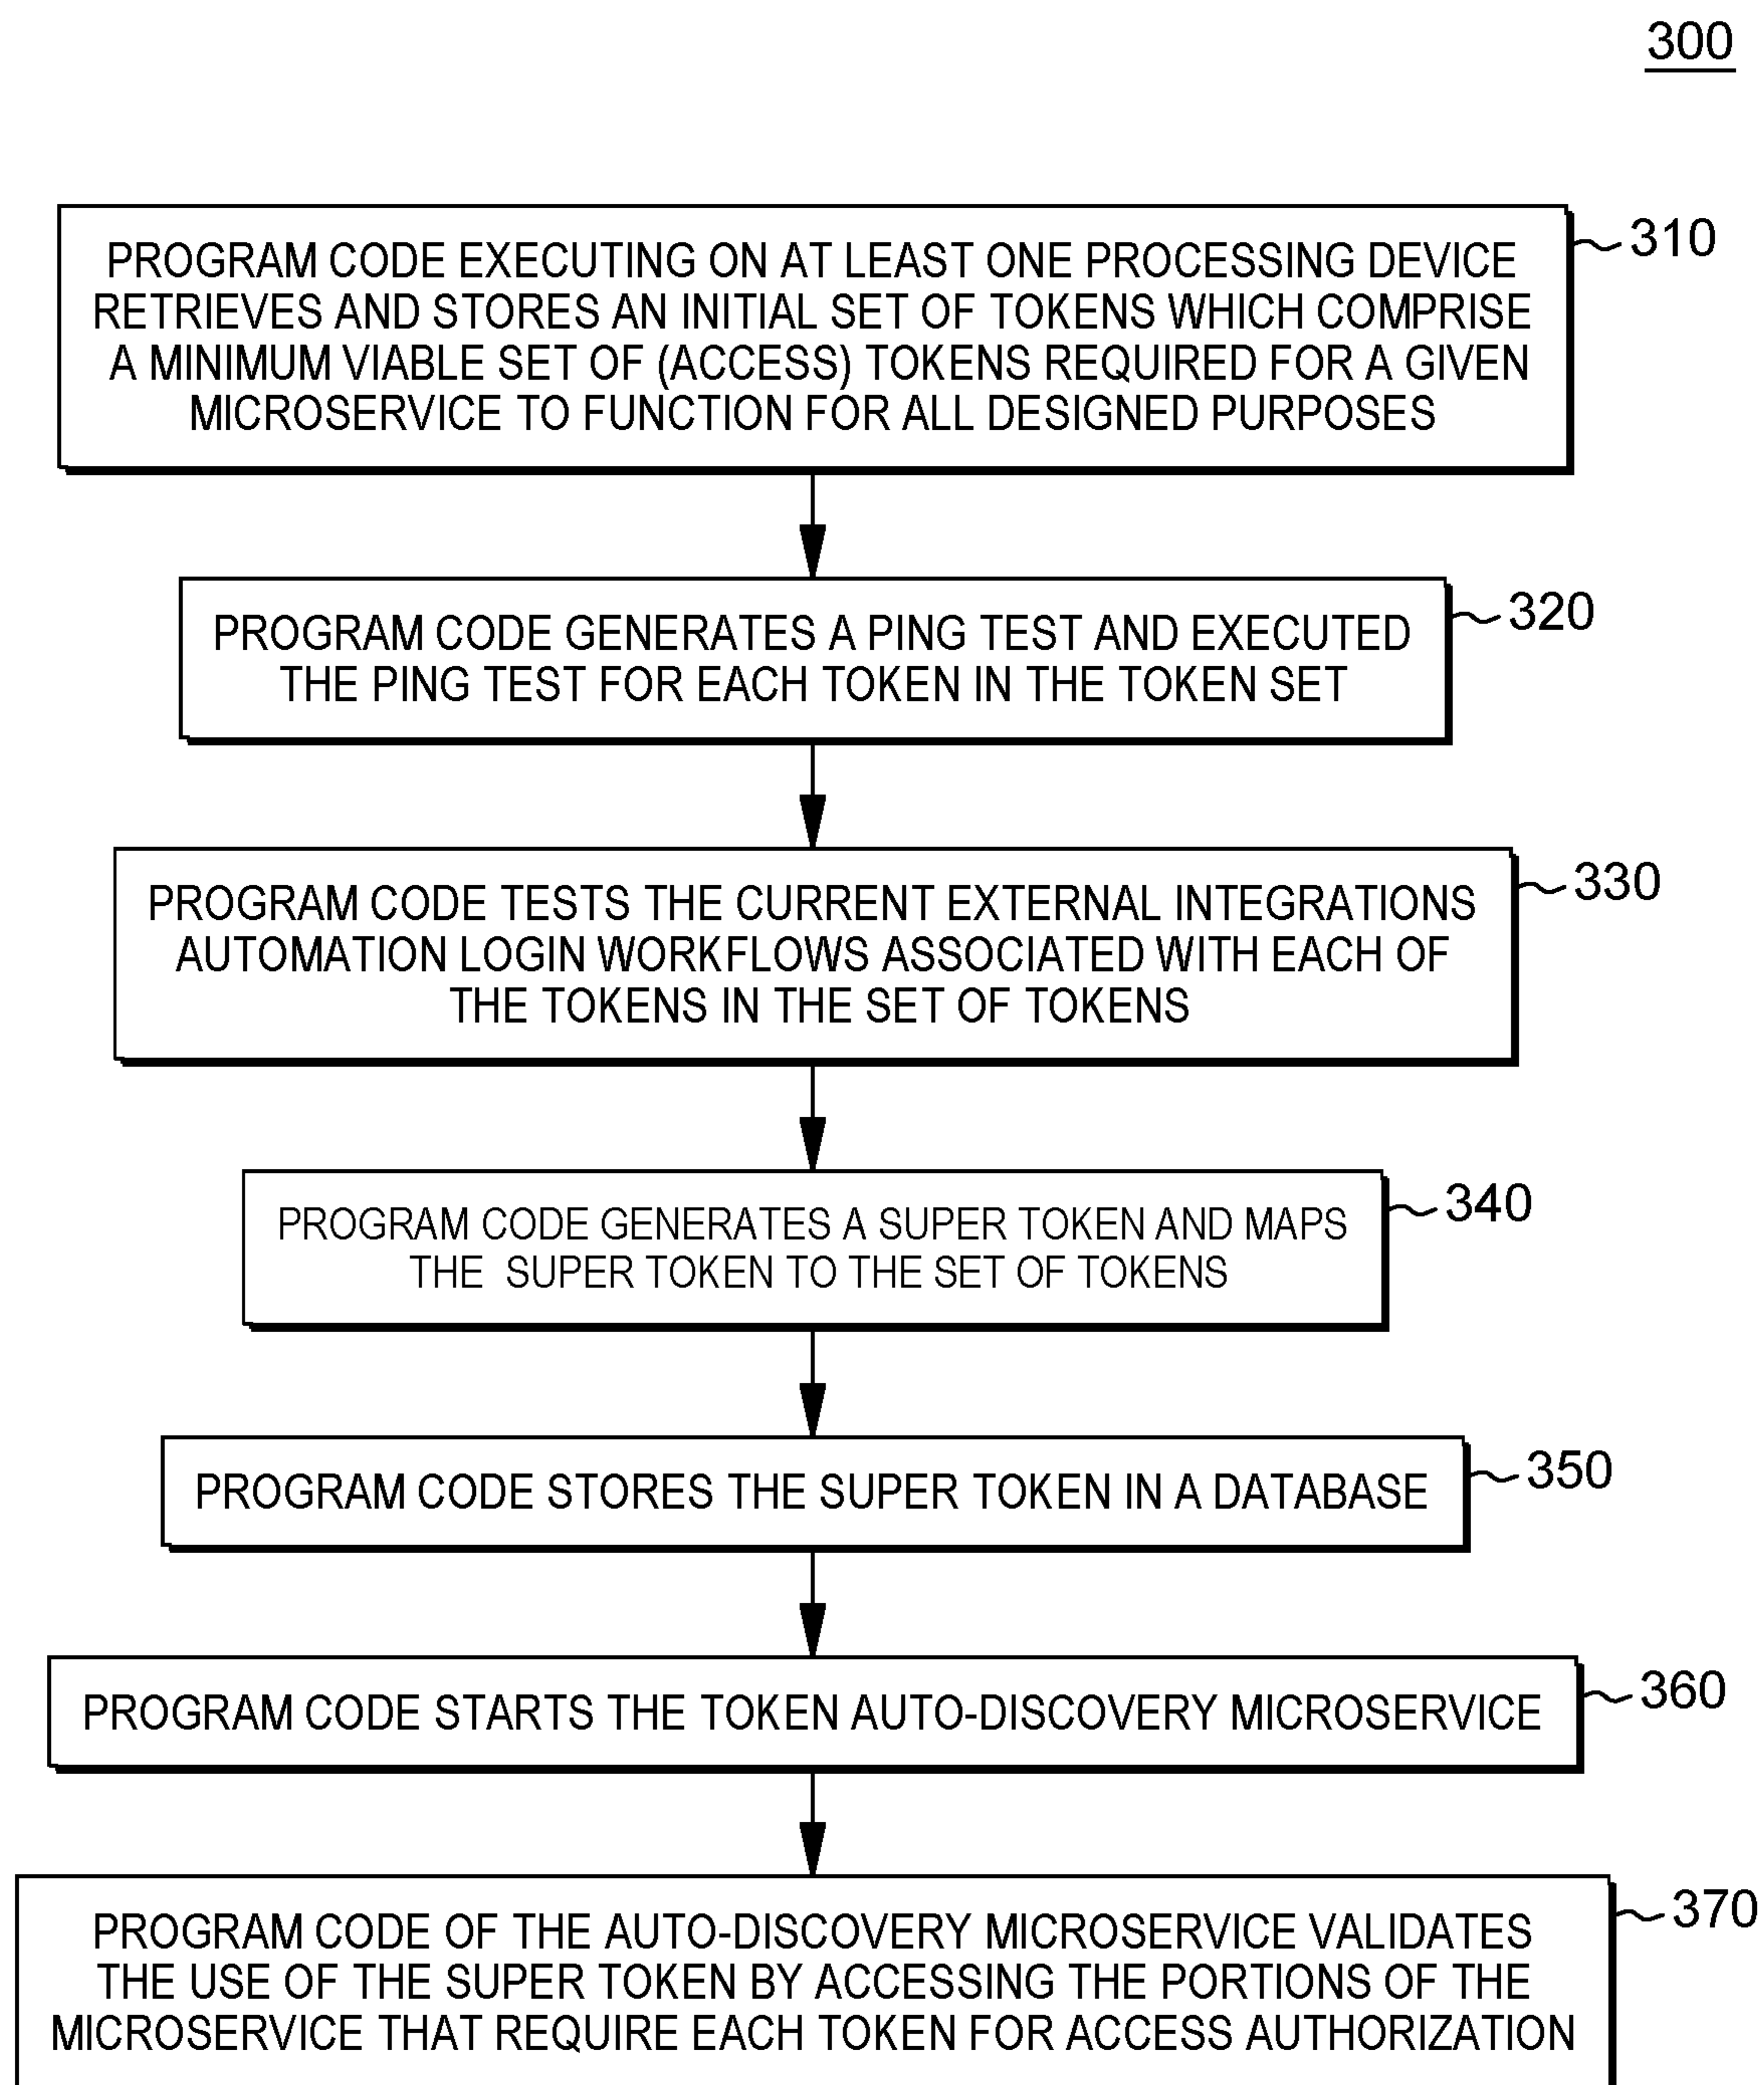 300
PROGRAM CODE EXECUTING ON AT LEAST ONE PROCESSING DEVICE
RETRIEVES AND STORES AN INITIAL SET OF TOKENS WHICH COMPRISE
A MINIMUM VIABLE SET OF (ACCESS) TOKENS REQUIRED FOR A GIVEN
MICROSERVICE TO FUNCTION FOR ALL DESIGNED PURPOSES
310
PROGRAM CODE GENERATES A PING TEST AND EXECUTED
THE PING TEST FOR EACH TOKEN IN THE TOKEN SET
320
PROGRAM CODE TESTS THE CURRENT EXTERNAL INTEGRATIONS
AUTOMATION LOGIN WORKFLOWS ASSOCIATED WITH EACH OF
THE TOKENS IN THE SET OF TOKENS
330
PROGRAM CODE GENERATES A SUPER TOKEN AND MAPS
THE SUPER TOKEN TO THE SET OF TOKENS
340
PROGRAM CODE STORES THE SUPER TOKEN IN A DATABASE
350
PROGRAM CODE STARTS THE TOKEN AUTO-DISCOVERY MICROSERVICE
360
PROGRAM CODE OF THE AUTO-DISCOVERY MICROSERVICE VALIDATES
THE USE OF THE SUPER TOKEN BY ACCESSING THE PORTIONS OF THE
MICROSERVICE THAT REQUIRE EACH TOKEN FOR ACCESS AUTHORIZATION
370